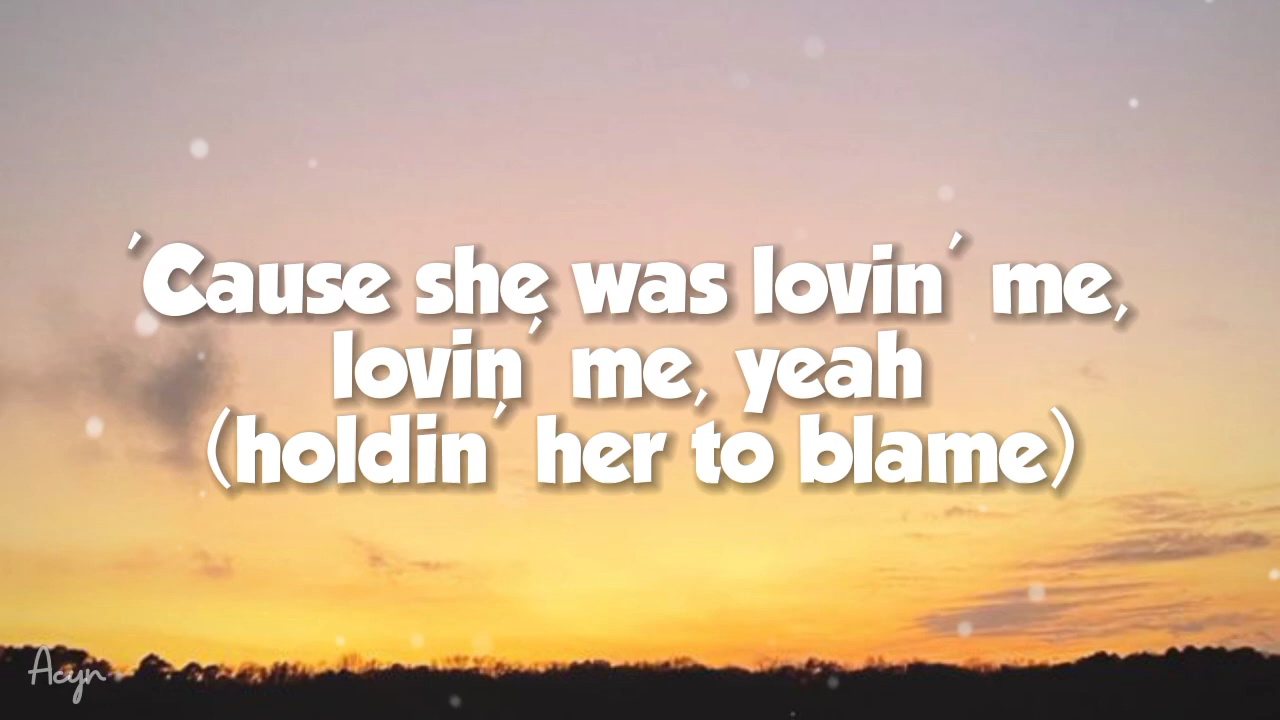 'Cause she was lovin' me,
lovin' me, yeah
(holdin' her to blame)
Acyn